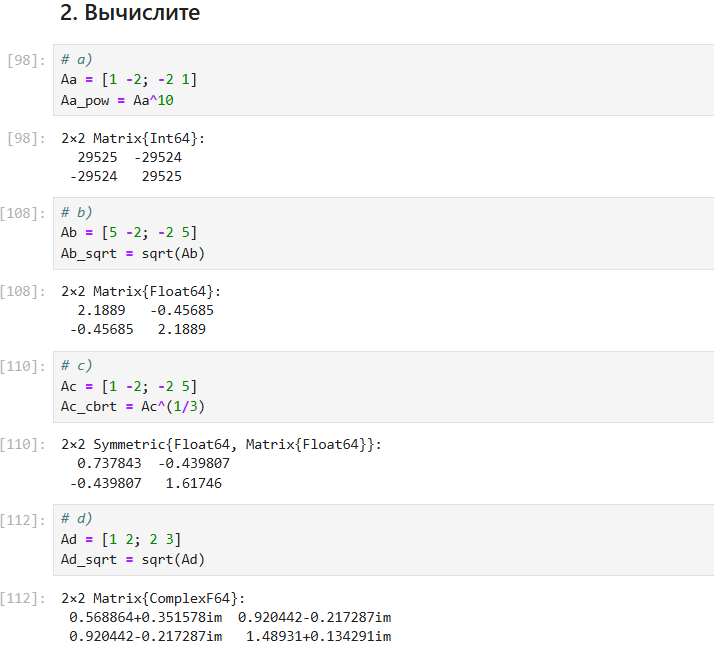 2. Вычислите
[98]: # a)
Aa = [1 -2; -2 1]
Aa_pow = Aa^10
[98]: 2×2 Matrix{Int64}:
29525 -29524
-29524 29525
[108]: # b)
Ab = [5 -2; -2 5]
Ab_sqrt = sqrt(Ab)
[108]: 2×2 Matrix{Float64}:
2.1889 -0.45685
-0.45685 2.1889
[110]: # c)
Ac = [1 -2; -2 5]
Ac_cbrt = Ac^(1/3)
[110]: 2×2 Symmetric{Float64, Matrix{Float64}}:
0.737843 -0.439807
-0.439807 1.61746
[112]: # d)
Ad = [1 2; 2 3]
Ad_sqrt = sqrt(Ad)
[112]: 2×2 Matrix{ComplexF64}:
0.568864+0.351578im 0.920442-0.217287im
0.920442-0.217287im 1.48931+0.134291im